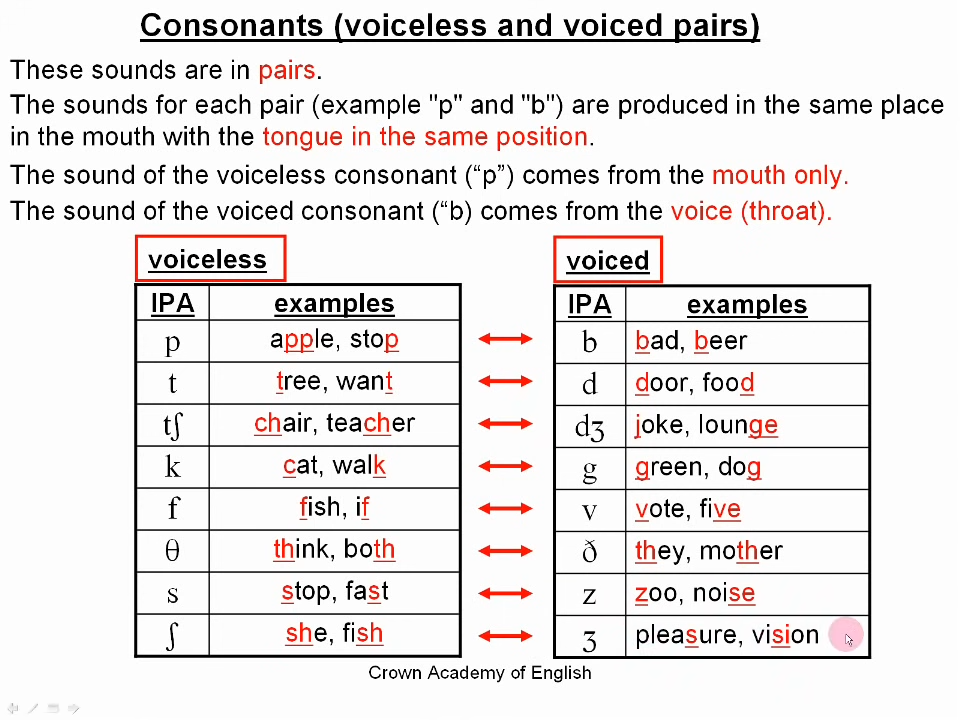 Consonants (voiceless and voiced pairs)
These sounds are in pairs.
The sounds for each pair (example "p" and "b") are produced in the same place
in the mouth with the tongue in the same position.
The sound of the voiceless consonant (“p”) comes from the mouth only.
The sound of the voiced consonant (“b) comes from the voice (throat).
voiceless
IPA examples
p apple, stop
t tree, want
tʃ chair, teacher
k cat, walk
f fish, if
θ think, both
s stop, fast
ʃ she, fish
voiced
IPA examples
b bad, beer
d door, food
dʒ joke, lounge
g green, dog
v vote, five
ð they, mother
z zoo, noise
ʒ pleasure, vision
Crown Academy of English